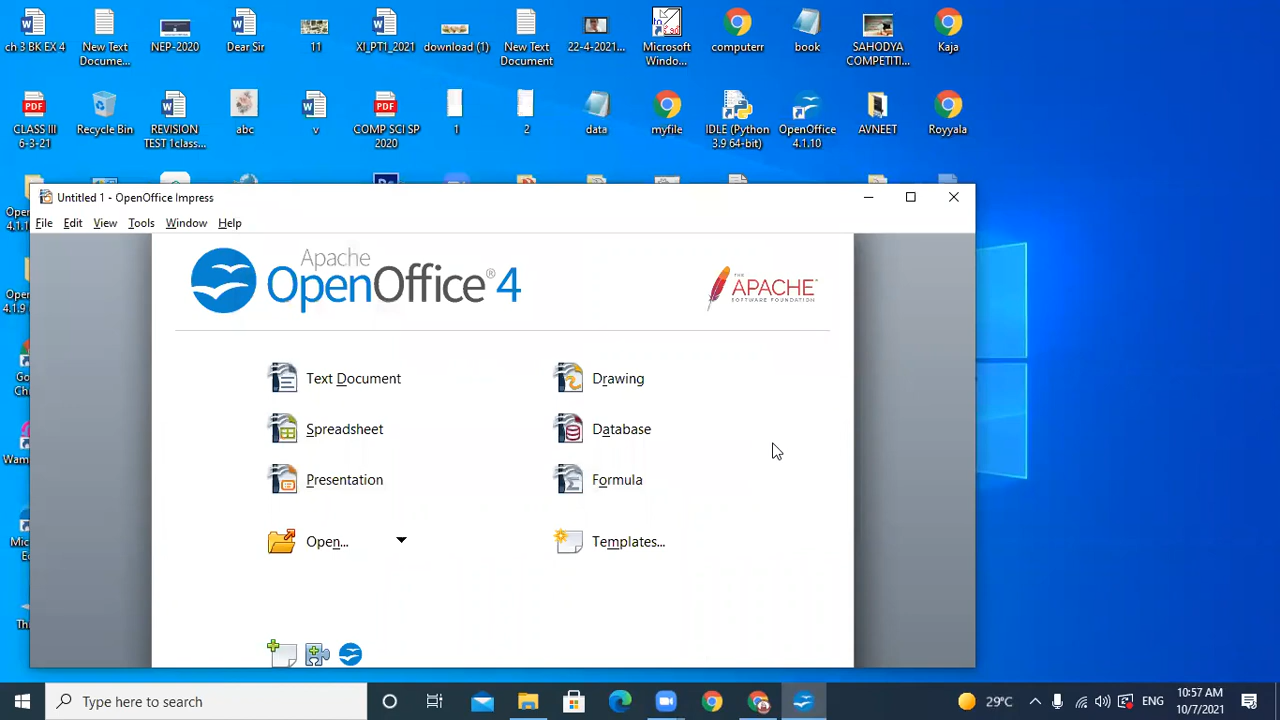 ch 3 BK EX 4
New Text
Docume...
NEP-2020
Dear Sir
11
XI_PT1_2021
download (1)
New Text
Document
22-4-2021...
Microsoft
Windo...
computerr
book
SAHODYA
COMPETITI...
Kaja
CLASS III
6-3-21
Recycle Bin
REVISION
TEST 1class...
abc
v
COMP SCI SP
2020
1
2
data
myfile
IDLE (Python
3.9 64-bit)
OpenOffice
4.1.10
AVNEET
Royyala
Untitled 1 - OpenOffice Impress
File Edit View Tools Window Help
Apache
OpenOffice® 4
THE
APACHE
SOFTWARE FOUNDATION
Text Document
Drawing
Spreadsheet
Database
Presentation
Formula
Open...
Templates...
Type here to search
29°C
ENG
10:57 AM
10/7/2021